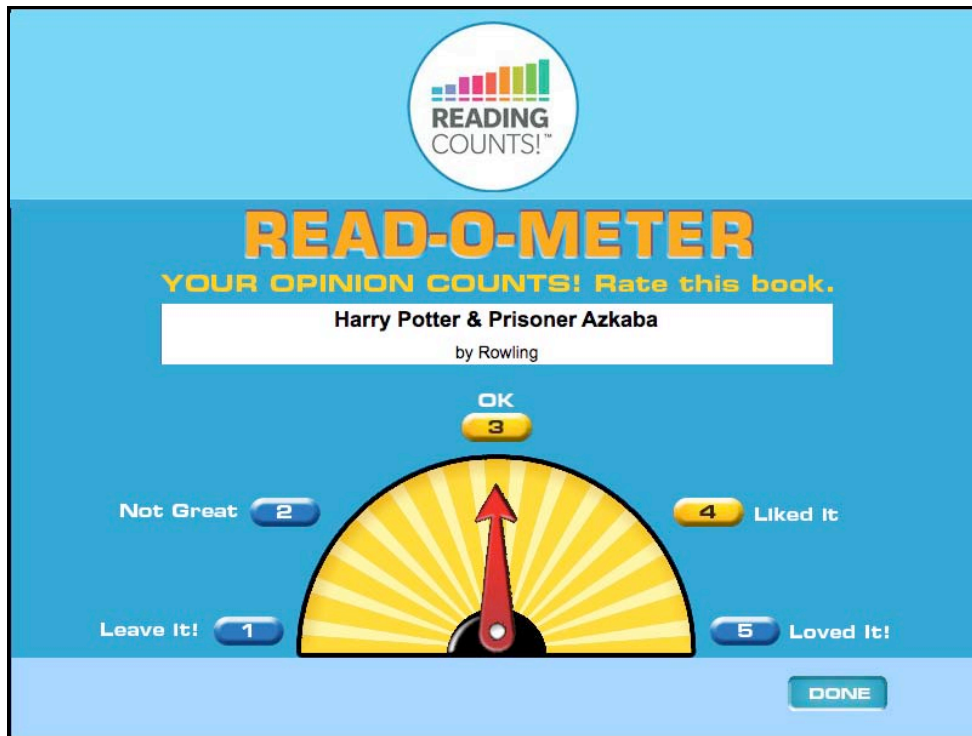 READING
COUNTS!™
READ-O-METER
YOUR OPINION COUNTS! Rate this book.
Harry Potter & Prisoner Azkaba
by Rowling
OK
3
Not Great 2
4 Liked It
Leave It! 1
5 Loved It!
DONE